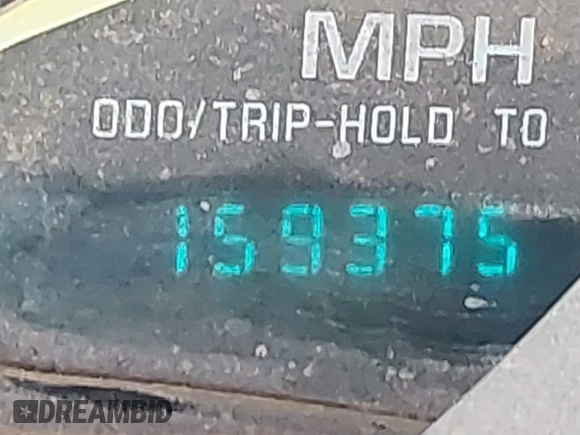 MPH
ODO/TRIP-HOLD TO
159375
DREAMBID